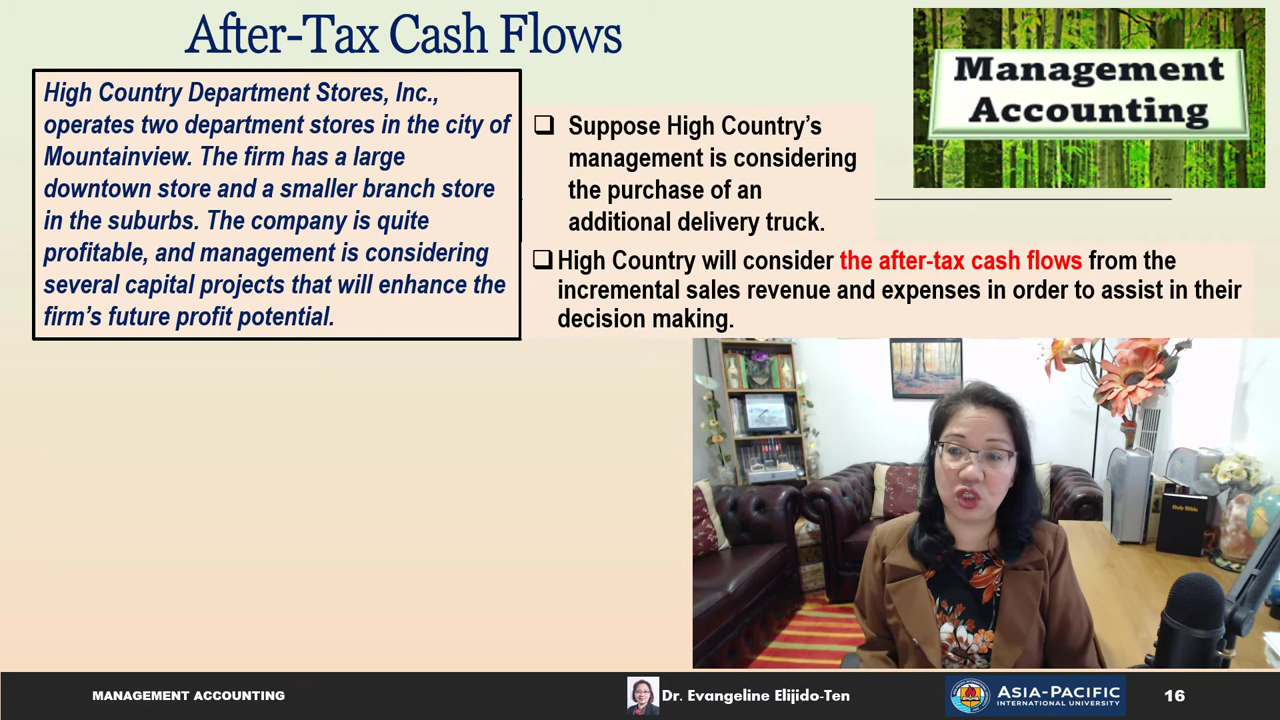 After-Tax Cash Flows
High Country Department Stores, Inc.,
operates two department stores in the city of
Mountainview. The firm has a large
downtown store and a smaller branch store
in the suburbs. The company is quite
profitable, and management is considering
several capital projects that will enhance the
firm's future profit potential.
❑ Suppose High Country's
management is considering
the purchase of an
additional delivery truck.
❑ High Country will consider the after-tax cash flows from the
incremental sales revenue and expenses in order to assist in their
decision making.
Management
Accounting
Holy Bible
MANAGEMENT ACCOUNTING
Dr. Evangeline Elijido-Ten
ASIA-PACIFIC
INTERNATIONAL UNIVERSITY
16